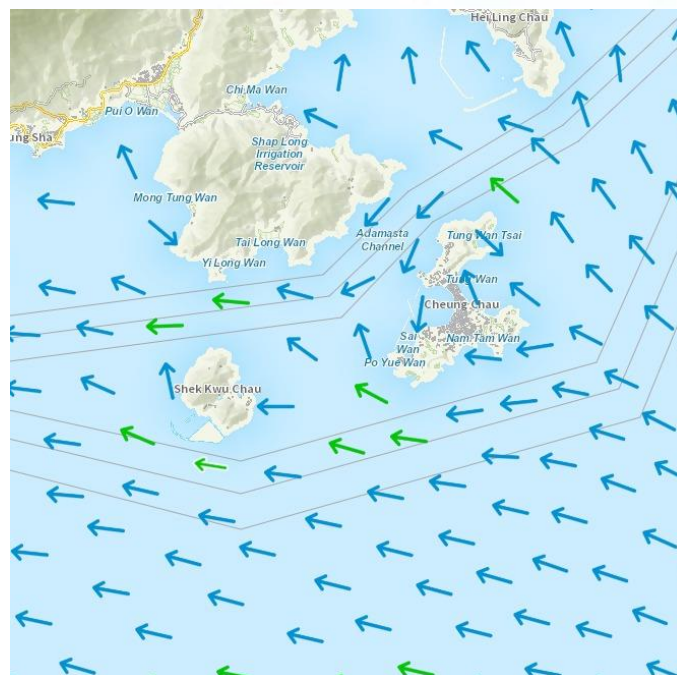 Hei Ling Chau
Chi Ma Wan
Pui O Wan
ung Sha
Shap Long
Irrigation
Reservoir
Mong Tung Wan
Tai Long Wan
Adamasta
Channel
Tung Wan Tsai
Yi Long Wan
Tung Wan
Cheung Chau
Sai
Wan
Nam Tam Wan
Po Yue Wan
Shek Kwu Chau